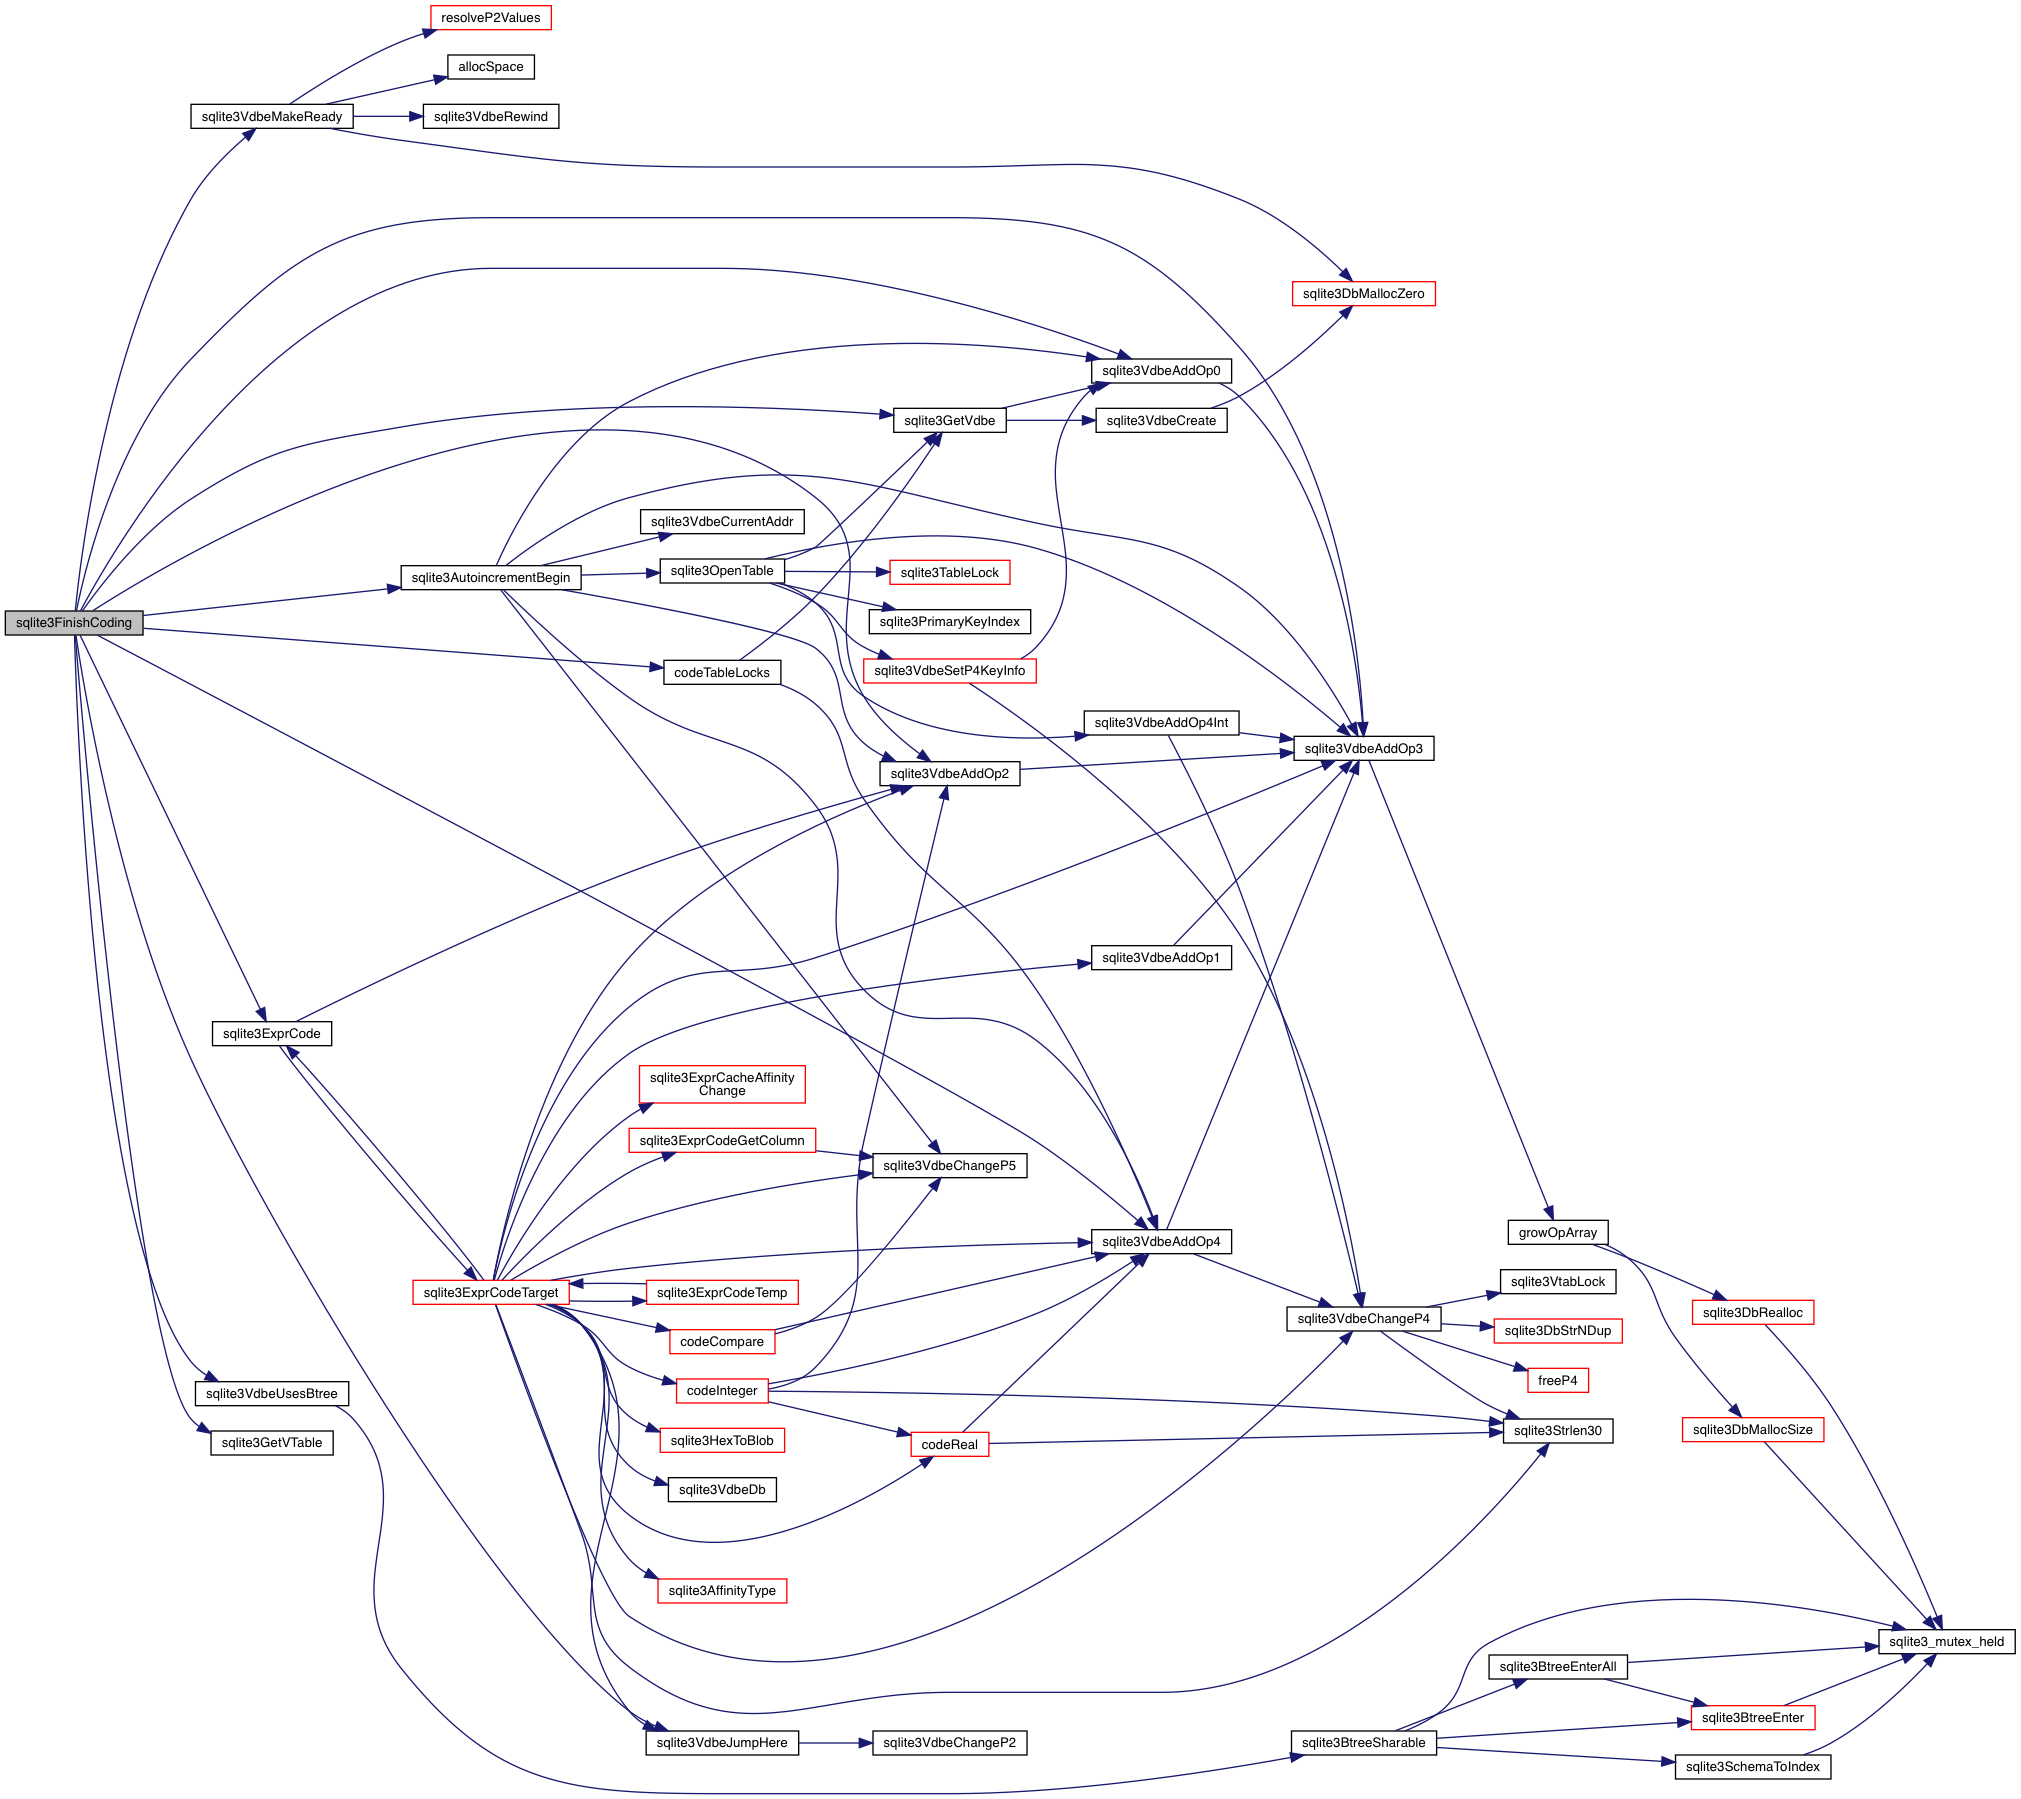 resolveP2Values
allocSpace
sqlite3VdbeMakeReady
sqlite3VdbeRewind
sqlite3DbMallocZero
sqlite3VdbeAddOp0
sqlite3GetVdbe
sqlite3VdbeCreate
sqlite3VdbeCurrentAddr
sqlite3AutoincrementBegin
sqlite3OpenTable
sqlite3TableLock
sqlite3FinishCoding
sqlite3PrimaryKeyIndex
codeTableLocks
sqlite3VdbeSetP4KeyInfo
sqlite3VdbeAddOp4Int
sqlite3VdbeAddOp3
sqlite3VdbeAddOp2
sqlite3VdbeAddOp1
sqlite3ExprCode
sqlite3ExprCacheAffinity
Change
sqlite3ExprCodeGetColumn
sqlite3VdbeChangeP5
sqlite3VdbeAddOp4
growOpArray
sqlite3ExprCodeTarget
sqlite3ExprCodeTemp
sqlite3VtabLock
sqlite3DbRealloc
sqlite3VdbeChangeP4
sqlite3DbStrNDup
codeCompare
freeP4
codeInteger
sqlite3VdbeUsesBtree
sqlite3Strlen30
sqlite3DbMallocSize
sqlite3GetVTable
sqlite3HexToBlob
codeReal
sqlite3VdbeDb
sqlite3AffinityType
sqlite3_mutex_held
sqlite3BtreeEnterAll
sqlite3BtreeEnter
sqlite3VdbeJumpHere
sqlite3VdbeChangeP2
sqlite3BtreeSharable
sqlite3SchemaToIndex